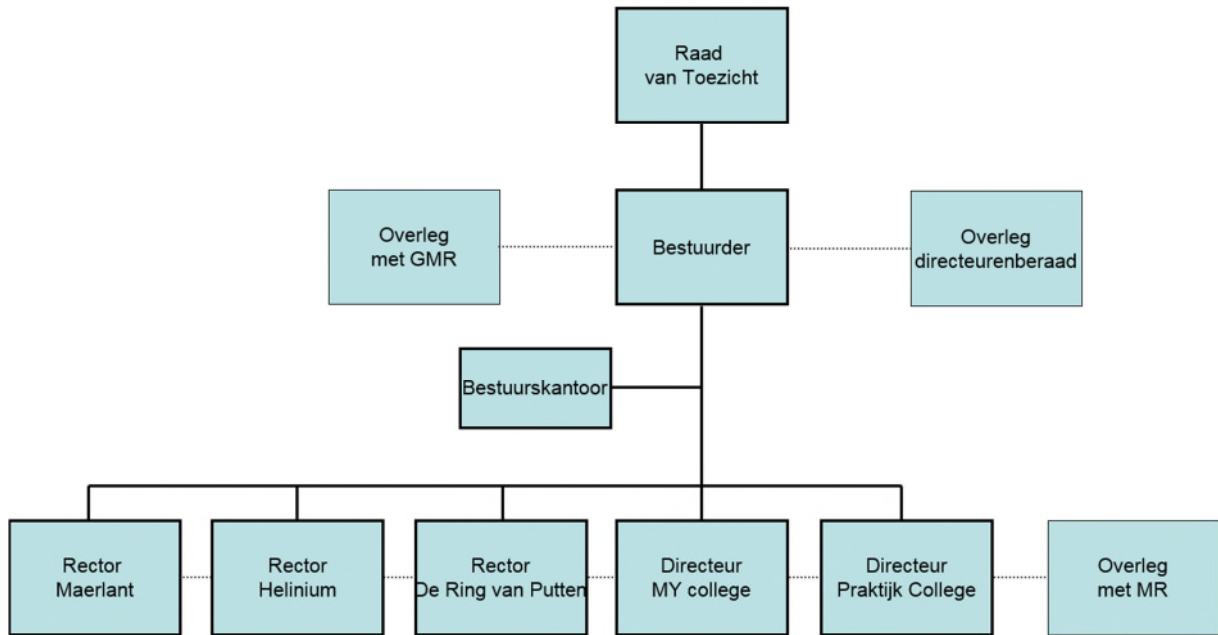 Raad
van Toezicht
Overleg
met GMR
Bestuurder
Overleg
directeurenberaad
Bestuurskantoor
Rector
Maerlant
Rector
Helinium
Rector
De Ring van Putten
Directeur
MY college
Directeur
Praktijk College
Overleg
met MR